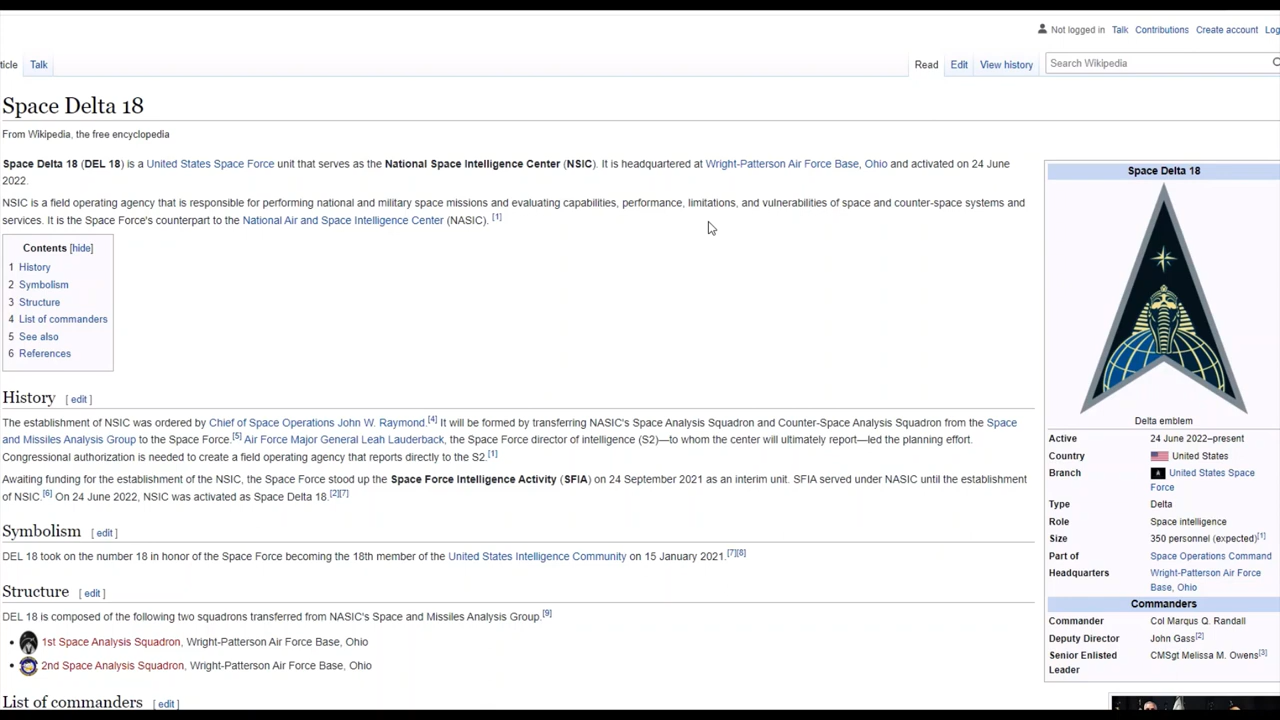 Not logged in Talk Contributions Create account Log
ticle Talk Read Edit View history Search Wikipedia
Space Delta 18
From Wikipedia, the free encyclopedia
Space Delta 18 (DEL 18) is a United States Space Force unit that serves as the National Space Intelligence Center (NSIC). It is headquartered at Wright-Patterson Air Force Base, Ohio and activated on 24 June
2022.
NSIC is a field operating agency that is responsible for performing national and military space missions and evaluating capabilities, performance, limitations, and vulnerabilities of space and counter-space systems and
services. It is the Space Force's counterpart to the National Air and Space Intelligence Center (NASIC). [1]
Contents [hide]
1 History
2 Symbolism
3 Structure
4 List of commanders
5 See also
6 References
History [ edit ]
The establishment of NSIC was ordered by Chief of Space Operations John W. Raymond.[4] It will be formed by transferring NASIC's Space Analysis Squadron and Counter-Space Analysis Squadron from the Space
and Missiles Analysis Group to the Space Force.[5] Air Force Major General Leah Lauderback, the Space Force director of intelligence (S2)—to whom the center will ultimately report—led the planning effort.
Congressional authorization is needed to create a field operating agency that reports directly to the S2.[1]
Awaiting funding for the establishment of the NSIC, the Space Force stood up the Space Force Intelligence Activity (SFIA) on 24 September 2021 as an interim unit. SFIA served under NASIC until the establishment
of NSIC.[6] On 24 June 2022, NSIC was activated as Space Delta 18.[2][7]
Symbolism [ edit ]
DEL 18 took on the number 18 in honor of the Space Force becoming the 18th member of the United States Intelligence Community on 15 January 2021.[7][8]
Structure [ edit ]
DEL 18 is composed of the following two squadrons transferred from NASIC's Space and Missiles Analysis Group.[9]
• 1st Space Analysis Squadron, Wright-Patterson Air Force Base, Ohio
• 2nd Space Analysis Squadron, Wright-Patterson Air Force Base, Ohio
List of commanders [ edit ]
Space Delta 18
Delta emblem
Active 24 June 2022–present
Country United States
Branch United States Space
Force
Type Delta
Role Space intelligence
Size 350 personnel (expected)[1]
Part of Space Operations Command
Headquarters Wright-Patterson Air Force
Base, Ohio
Commanders
Commander Col Marqus Q. Randall
Deputy Director John Gass[2]
Senior Enlisted CMSgt Melissa M. Owens[3]
Leader